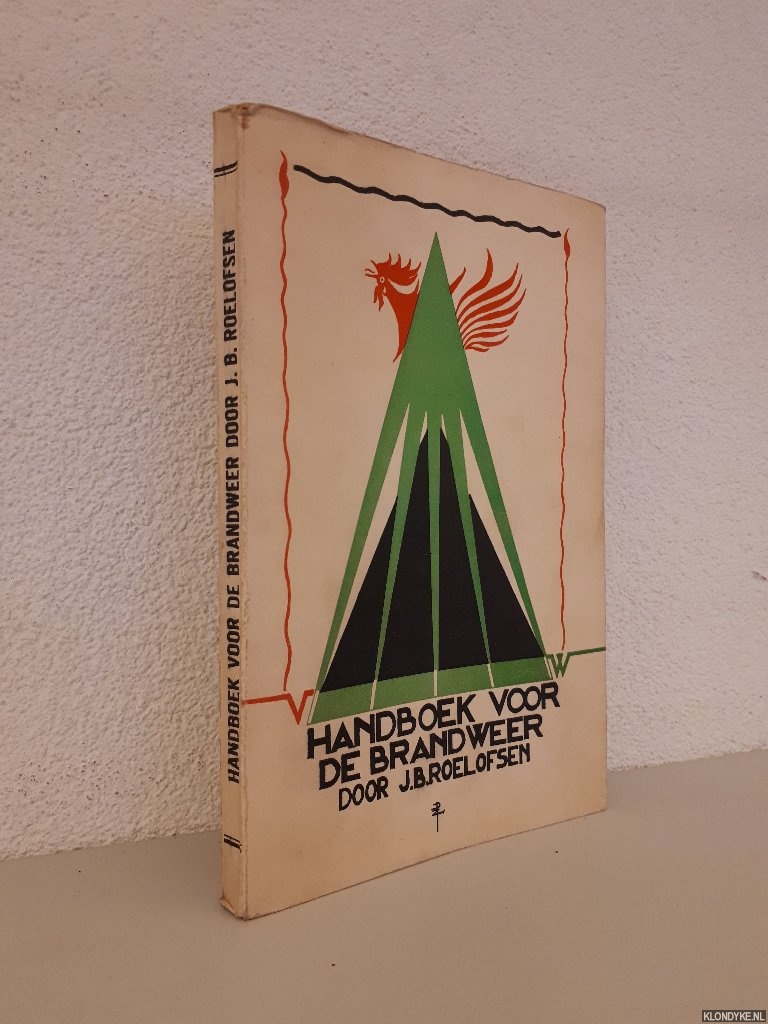 HANDBOEK VOOR DE BRANDWEER DOOR J. B. ROELOFSEN
V W
HANDBOEK VOOR
DE BRANDWEER
DOOR J.B.ROELOFSEN
KLONDYKE.NL